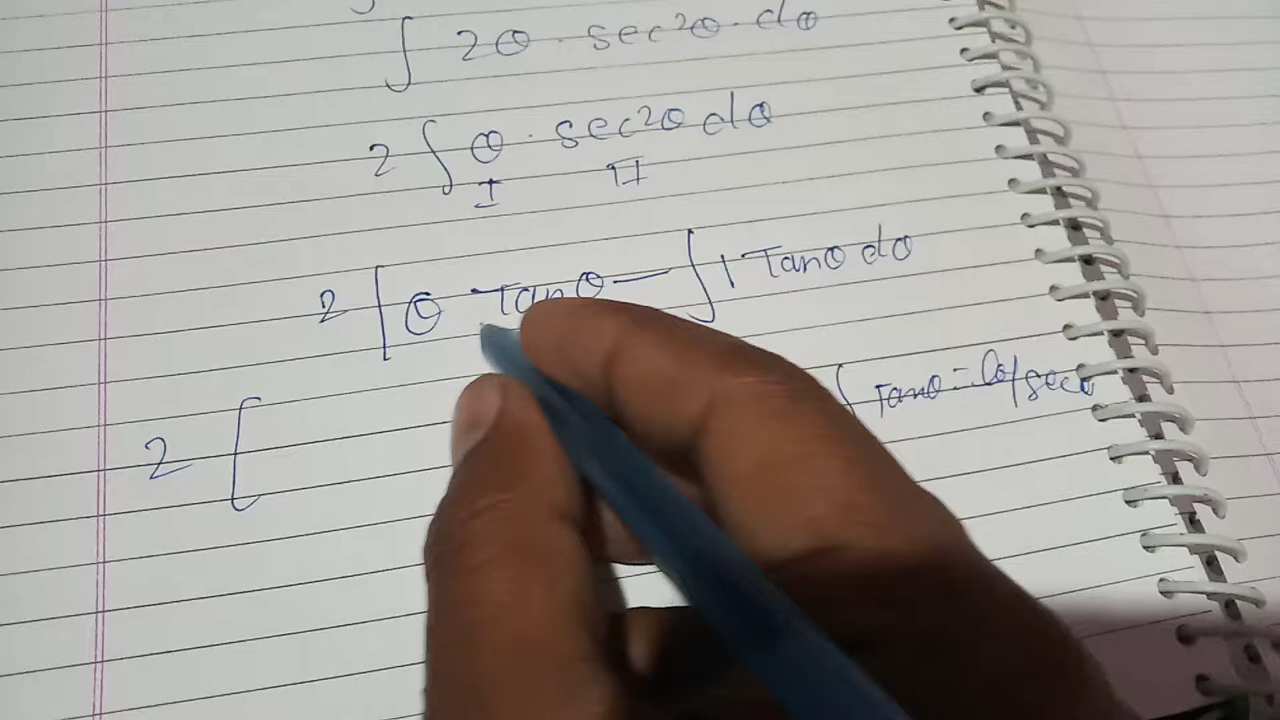 ∫ 2θ · sec²θ · dθ
2 ∫ θ · sec²θ dθ
I II
2 [ θ Tanθ — ∫ 1 Tanθ dθ
∫ Tanθ = log secθ
2 [